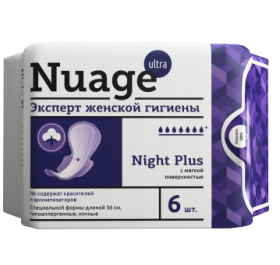 Nuage
ultra
Эксперт женской гигиены
Night Plus
с мягкой
поверхностью
Не содержат красителей
и ароматизаторов
Специальной формы длиной 36 см,
гипоаллергенные, ночные
6 шт.